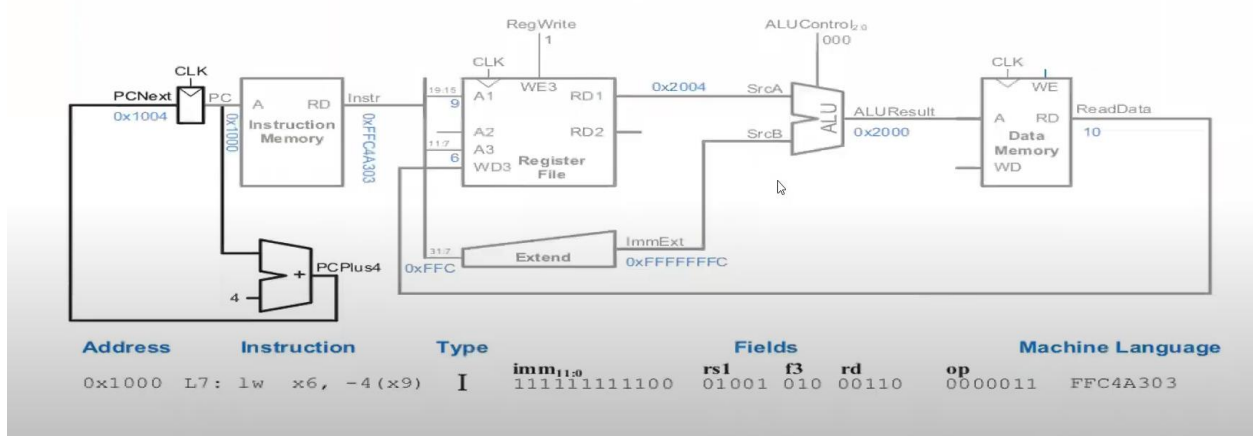 RegWrite
1
ALUControl2:0
000
CLK
PCNext
0x1004
PC
0x1000
A RD
Instruction Memory
Instr
0xFFC4A303
CLK
WE3
19:15
9
A1
RD1
A2
RD2
11:7
6
A3
WD3
Register File
0x2004
SrcA
SrcB
ALU
ALUResult
0x2000
CLK
WE
A RD
Data Memory
WD
ReadData
10
31:7
0xFFC
Extend
ImmExt
0xFFFFFFFC
+
PCPlus4
4
Address Instruction Type Fields Machine Language
imm11:0 rs1 f3 rd op
0x1000 L7: lw x6, -4(x9) I 111111111100 01001 010 00110 0000011 FFC4A303